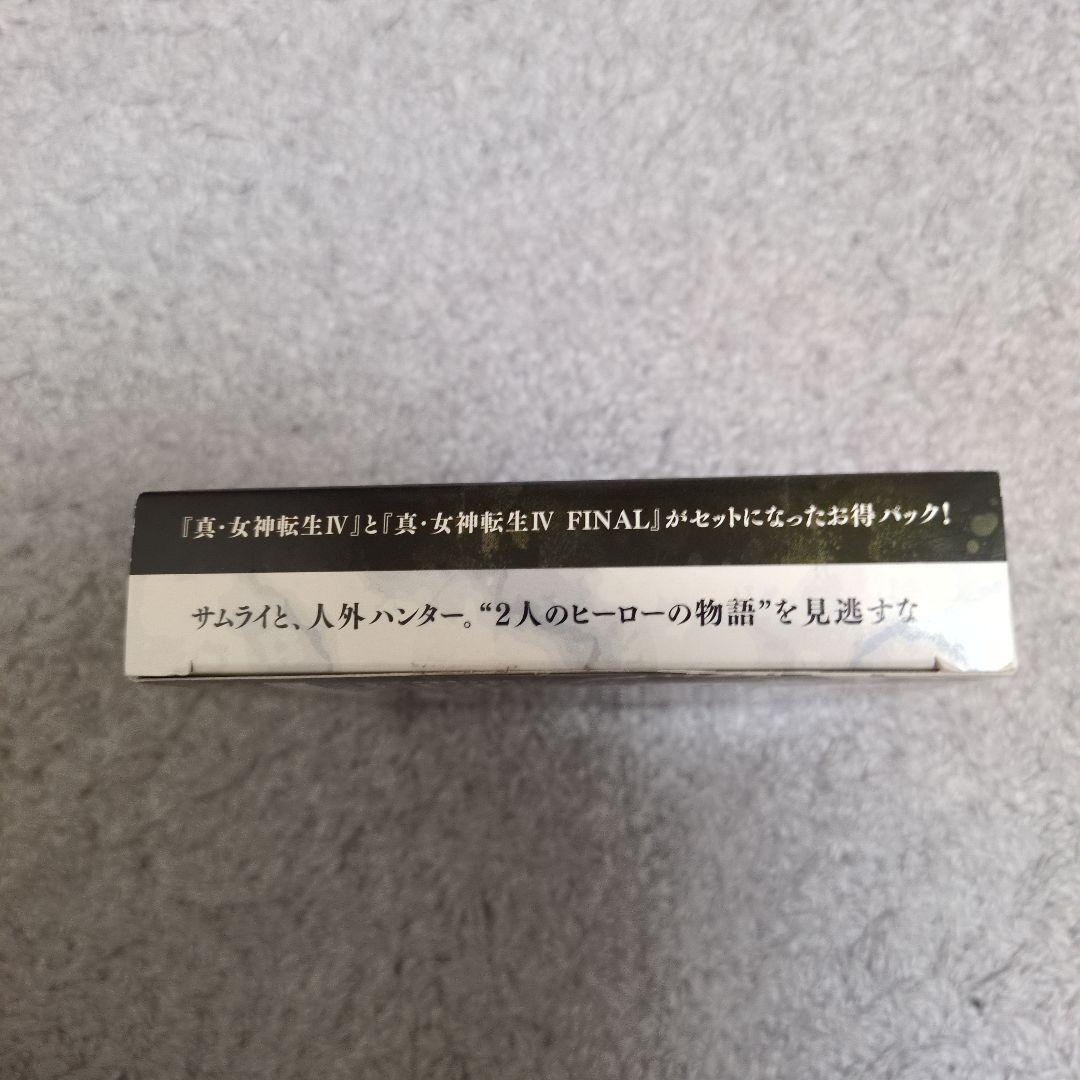 『真・女神転生Ⅳ』と『真・女神転生Ⅳ FINAL』がセットになったお得パック!
サムライと、人外ハンター。“2人のヒーローの物語”を見逃すな